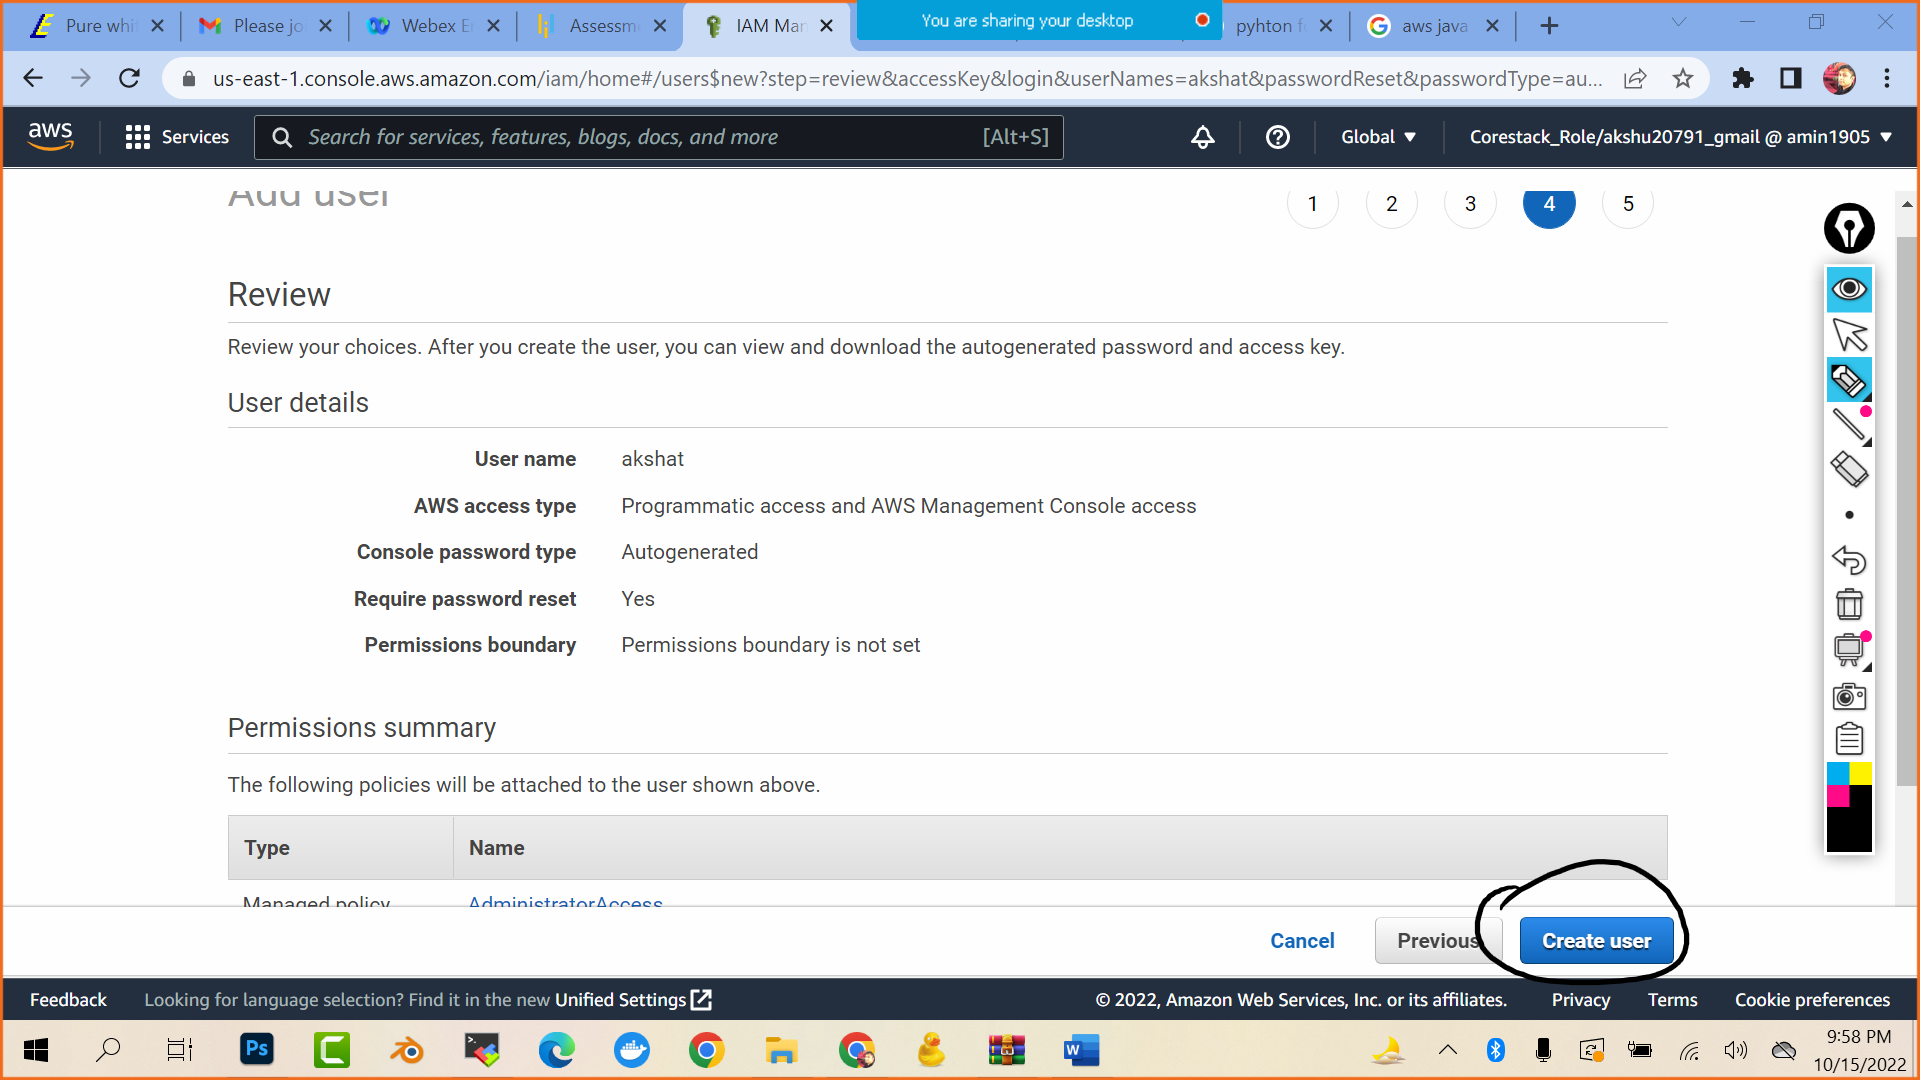 Pure whi
Please jo
Webex E
Assessm
IAM Man
You are sharing your desktop
pyhton f
aws java
us-east-1.console.aws.amazon.com/iam/home#/users$new?step=review&accessKey&login&userNames=akshat&passwordReset&passwordType=au...
aws
Services
Search for services, features, blogs, docs, and more
[Alt+S]
Global
Corestack_Role/akshu20791_gmail @ amin1905
Add user
1 2 3 4 5
Review
Review your choices. After you create the user, you can view and download the autogenerated password and access key.
User details
User name akshat
AWS access type Programmatic access and AWS Management Console access
Console password type Autogenerated
Require password reset Yes
Permissions boundary Permissions boundary is not set
Permissions summary
The following policies will be attached to the user shown above.
Type Name
Managed policy AdministratorAccess
Cancel Previous Create user
Feedback Looking for language selection? Find it in the new Unified Settings © 2022, Amazon Web Services, Inc. or its affiliates. Privacy Terms Cookie preferences
Ps
C
W
9:58 PM
10/15/2022